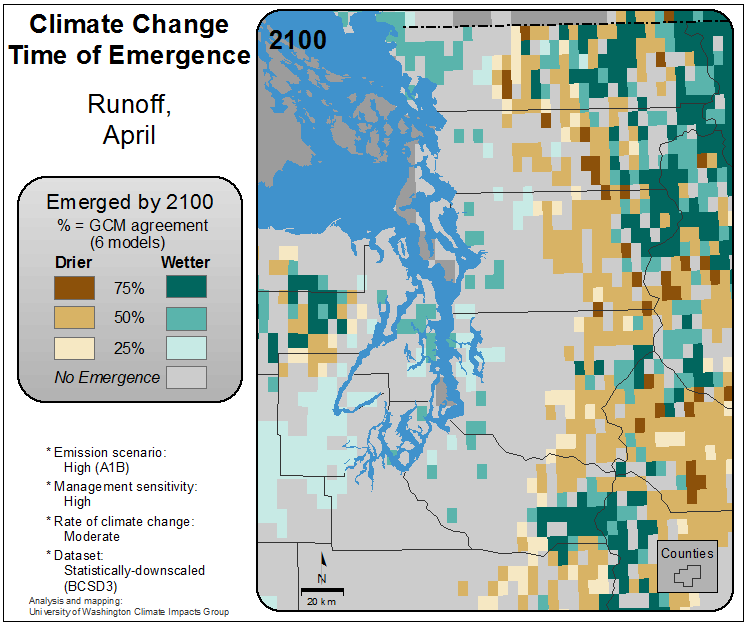 Climate Change
Time of Emergence
Runoff,
April
Emerged by 2100
% = GCM agreement
(6 models)
Drier Wetter
75%
50%
25%
No Emergence
* Emission scenario:
High (A1B)
* Management sensitivity:
High
* Rate of climate change:
Moderate
* Dataset:
Statistically-downscaled
(BCSD3)
Analysis and mapping:
University of Washington Climate Impacts Group
2100
N
20 km
Counties